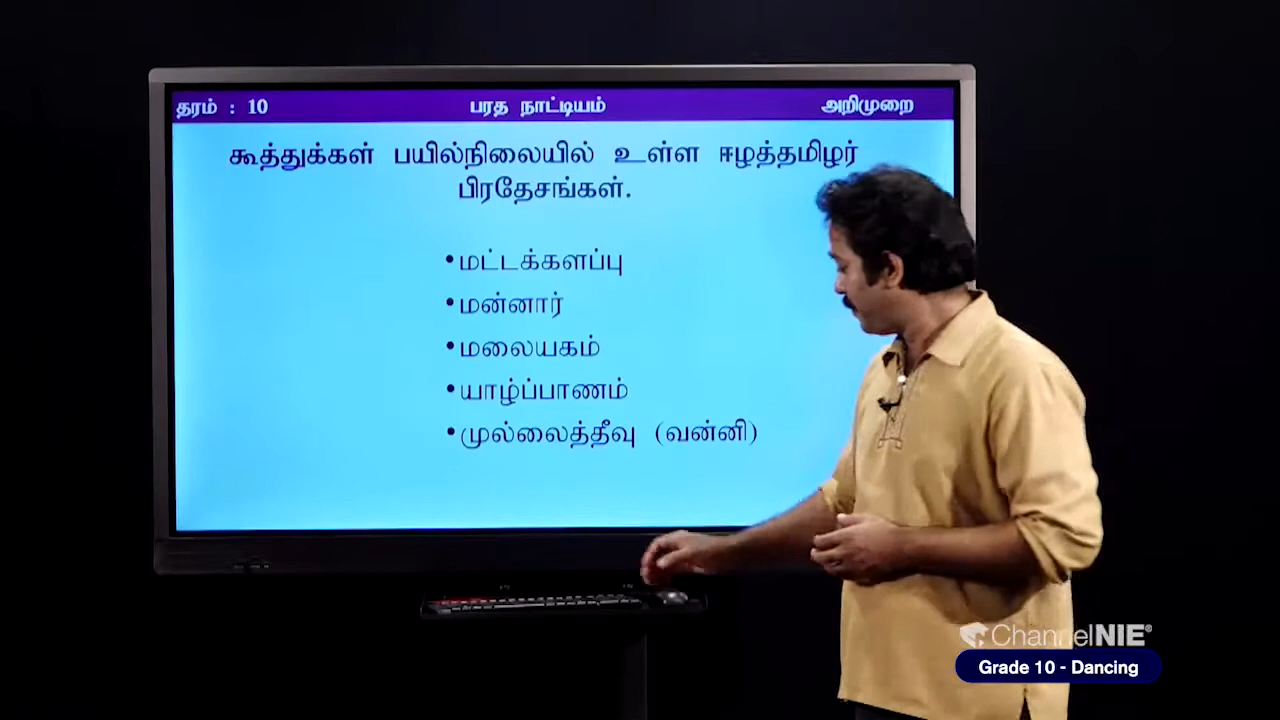 தரம் : 10 பரத நாட்டியம் அறிமுறை
கூத்துக்கள் பயில்நிலையில் உள்ள ஈழத்தமிழர்
பிரதேசங்கள்.
•மட்டக்களப்பு
•மன்னார்
•மலையகம்
•யாழ்ப்பாணம்
•முல்லைத்தீவு (வன்னி)
ChannelNIE®
Grade 10 - Dancing